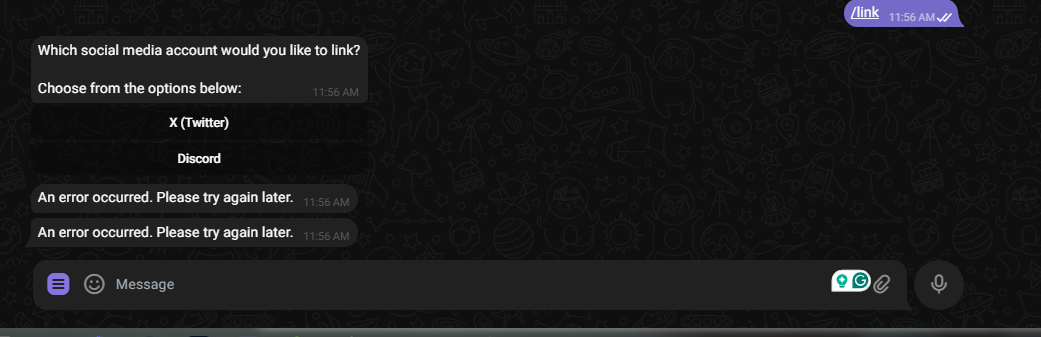 /link 11:56 AM
Which social media account would you like to link?
Choose from the options below: 11:56 AM
X (Twitter)
Discord
An error occurred. Please try again later. 11:56 AM
An error occurred. Please try again later. 11:56 AM
Message